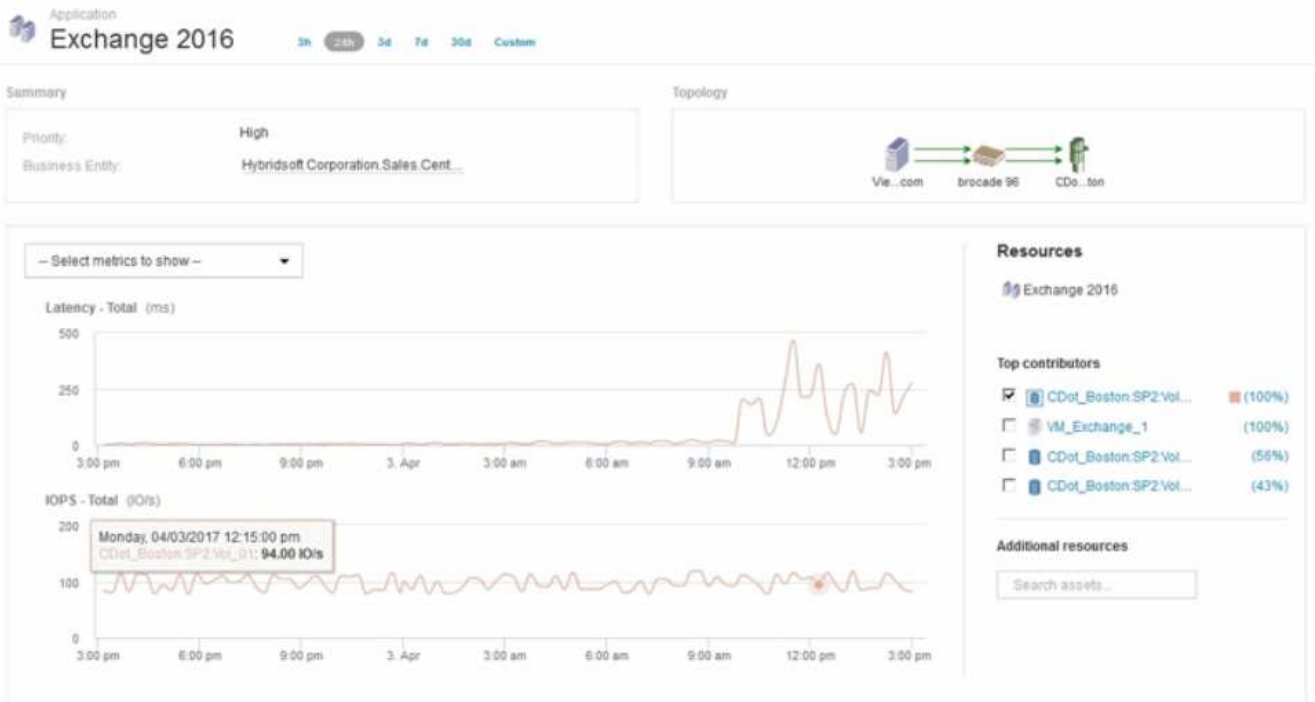 Application
Exchange 2016
3h 24h 3d 7d 30d Custom
Summary
Priority: High
Business Entity: Hybridsoft Corporation.Sales.Cent...
Topology
Vie...com brocade 96 CDo...ton
-- Select metrics to show --
Latency - Total (ms)
500
250
0
3:00 pm 6:00 pm 9:00 pm 3. Apr 3:00 am 6:00 am 9:00 am 12:00 pm 3:00 pm
IOPS - Total (IO/s)
200
Monday, 04/03/2017 12:15:00 pm
CDot_Boston:SP2:Vol_01: 94.00 IO/s
100
0
3:00 pm 6:00 pm 9:00 pm 3. Apr 3:00 am 6:00 am 9:00 am 12:00 pm 3:00 pm
Resources
Exchange 2016
Top contributors
CDot_Boston:SP2:Vol... (100%)
VM_Exchange_1 (100%)
CDot_Boston:SP2:Vol... (56%)
CDot_Boston:SP2:Vol... (43%)
Additional resources
Search assets...